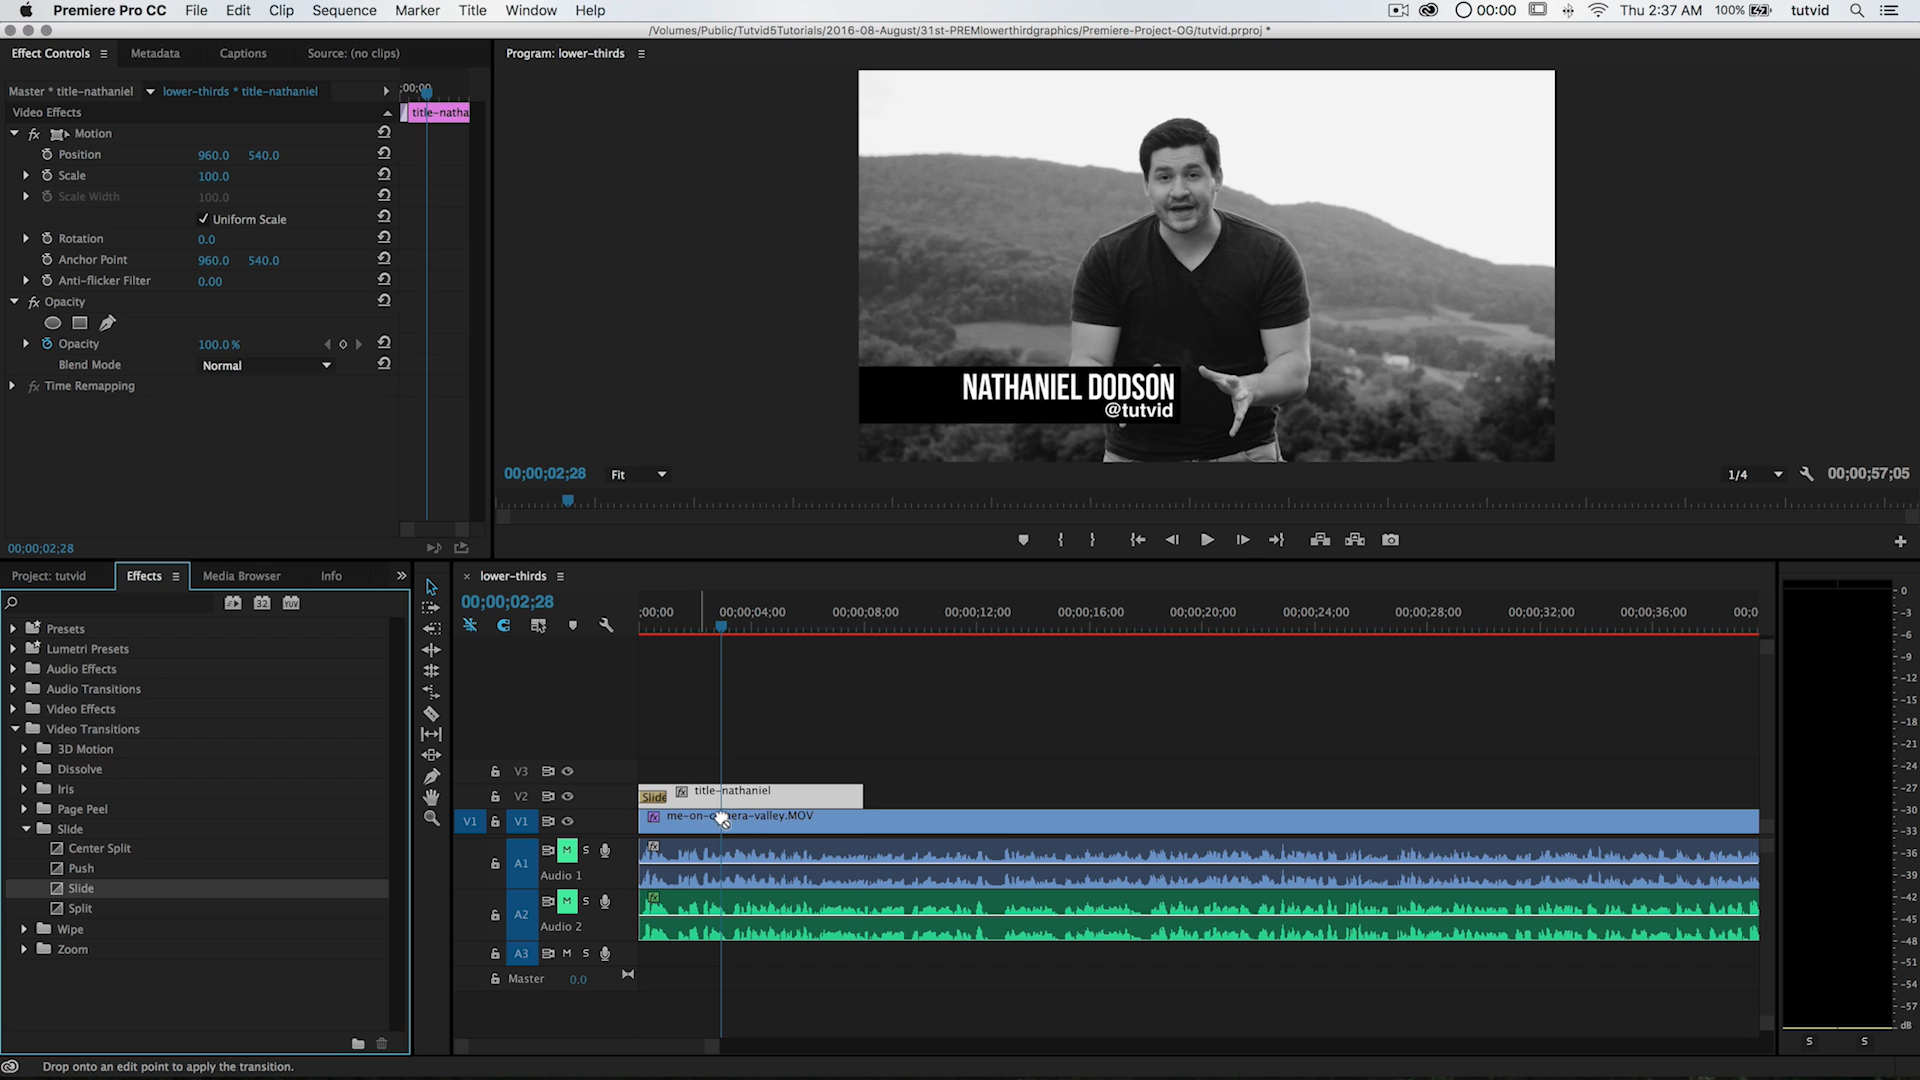 Premiere Pro CC File Edit Clip Sequence Marker Title Window Help 00:00 Thu 2:37 AM 100% tutvid
/Volumes/Public/Tutvid5Tutorials/2016-08-August/31st-PREMlowerthirdgraphics/Premiere-Project-OG/tutvid.prproj *
Effect Controls Metadata Captions Source: (no clips)
Program: lower-thirds
Master * title-nathaniel lower-thirds * title-nathaniel ;00;00
Video Effects title-natha
fx Motion
Position 960.0 540.0
Scale 100.0
Scale Width 100.0
Uniform Scale
Rotation 0.0
Anchor Point 960.0 540.0
Anti-flicker Filter 0.00
fx Opacity
Opacity 100.0 %
Blend Mode Normal
fx Time Remapping
00;00;02;28
NATHANIEL DODSON
@tutvid
00;00;02;28 Fit 1/4 00;00;57;05
Project: tutvid Effects Media Browser Info
32 YUV
Presets
Lumetri Presets
Audio Effects
Audio Transitions
Video Effects
Video Transitions
3D Motion
Dissolve
Iris
Page Peel
Slide
Center Split
Push
Slide
Split
Wipe
Zoom
lower-thirds
00;00;02;28
;00;00 00;00;04;00 00;00;08;00 00;00;12;00 00;00;16;00 00;00;20;00 00;00;24;00 00;00;28;00 00;00;32;00 00;00;36;00 00;0
V3
V2 Slide fx title-nathaniel
V1 V1 fx me-on-camera-valley.MOV
A1 M S fx
Audio 1
A2 M S fx
Audio 2
A3 M S
Master 0.0
0
-3
-6
-9
-12
-15
-18
-21
-24
-27
-30
-33
-36
-39
-42
-45
-48
-51
-54
-57
dB
S S
Drop onto an edit point to apply the transition.